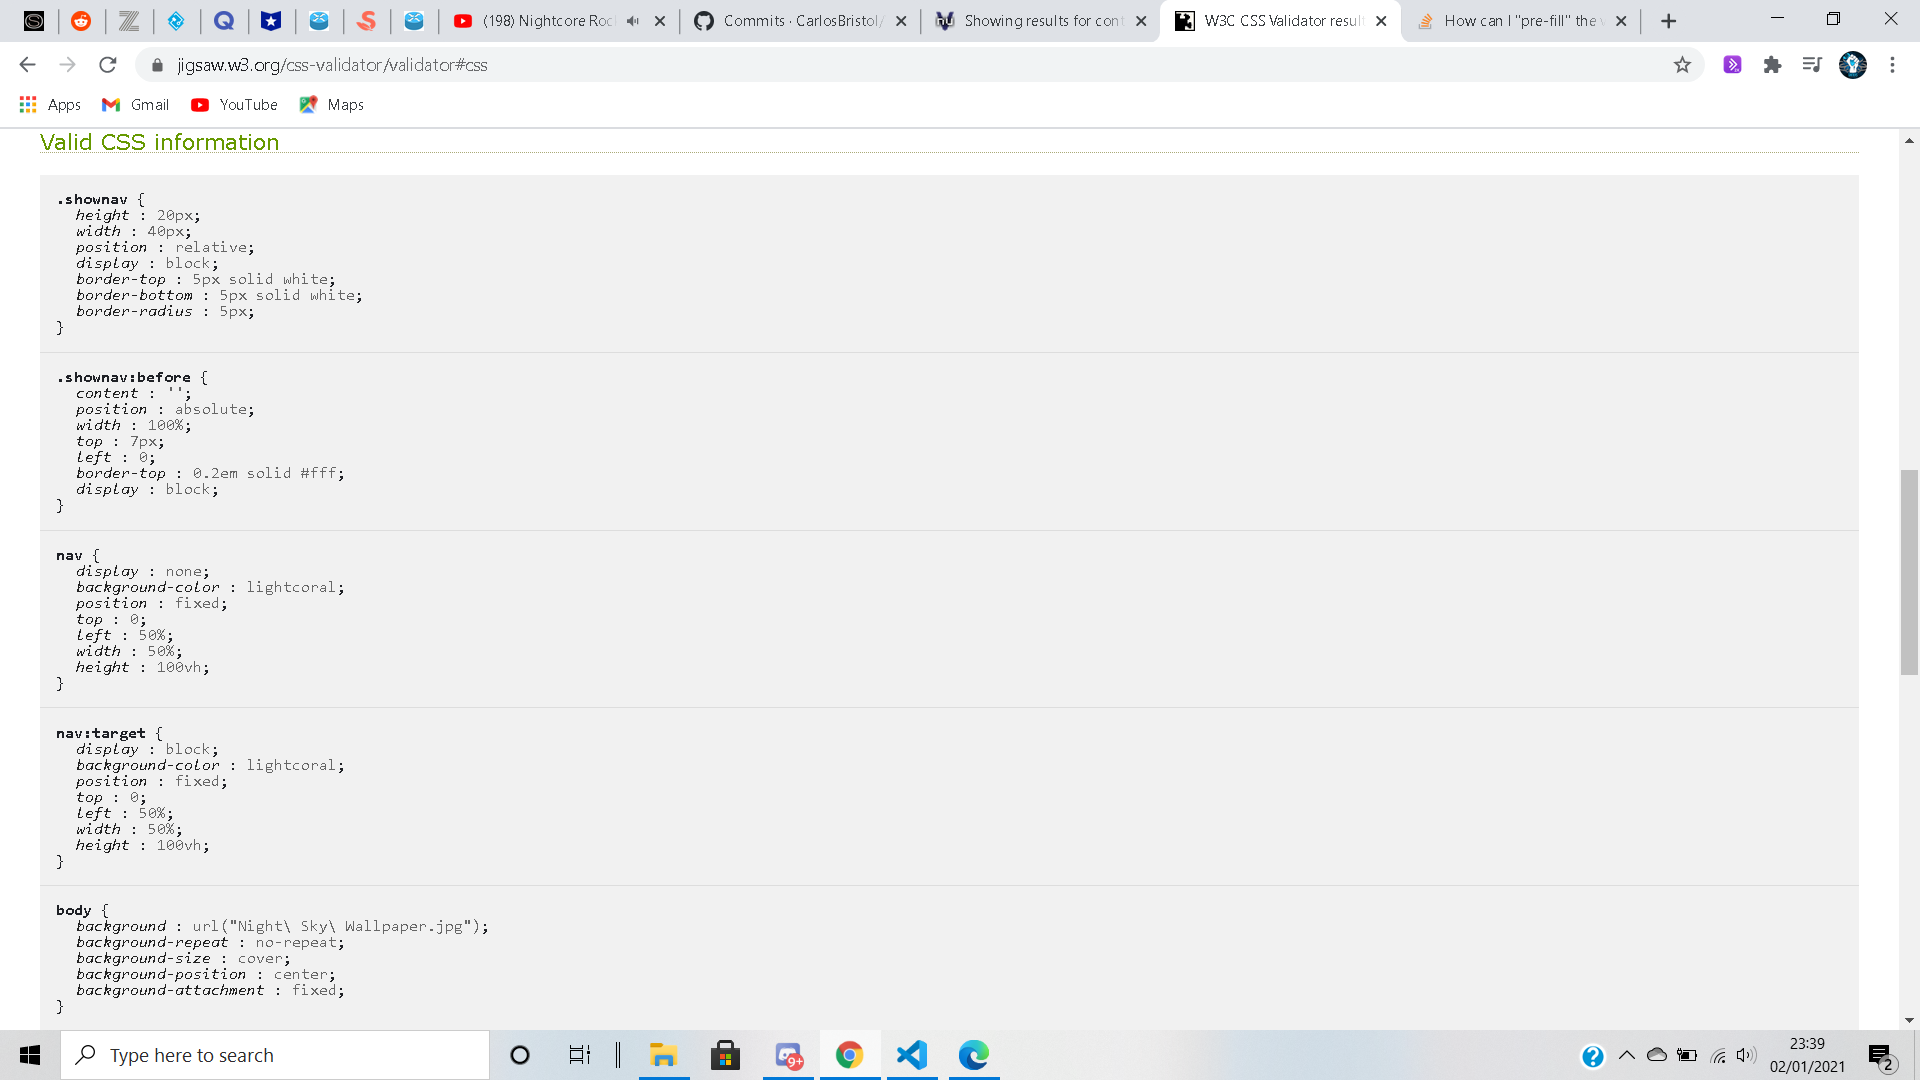 (198) Nightcore Roc
Commits · CarlosBristol/
Showing results for cont
W3C CSS Validator result
How can I "pre-fill" the v
jigsaw.w3.org/css-validator/validator#css
Apps
Gmail
YouTube
Maps
Valid CSS information
.shownav {
height : 20px;
width : 40px;
position : relative;
display : block;
border-top : 5px solid white;
border-bottom : 5px solid white;
border-radius : 5px;
}
.shownav:before {
content : '';
position : absolute;
width : 100%;
top : 7px;
left : 0;
border-top : 0.2em solid #fff;
display : block;
}
nav {
display : none;
background-color : lightcoral;
position : fixed;
top : 0;
left : 50%;
width : 50%;
height : 100vh;
}
nav:target {
display : block;
background-color : lightcoral;
position : fixed;
top : 0;
left : 50%;
width : 50%;
height : 100vh;
}
body {
background : url("Night\ Sky\ Wallpaper.jpg");
background-repeat : no-repeat;
background-size : cover;
background-position : center;
background-attachment : fixed;
}
Type here to search
9+
23:39
02/01/2021
2